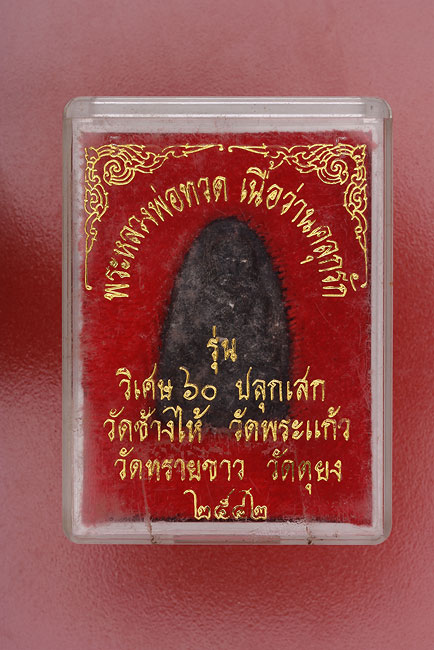 พระหลวงพ่อทวด เนื้อว่านคลุกรัก
รุ่น
วิเศษ ๖๐ ปลุกเสก
วัดช้างให้ วัดพระแก้ว
วัดทรายขาว วัดตุยง
๒๕๔๒